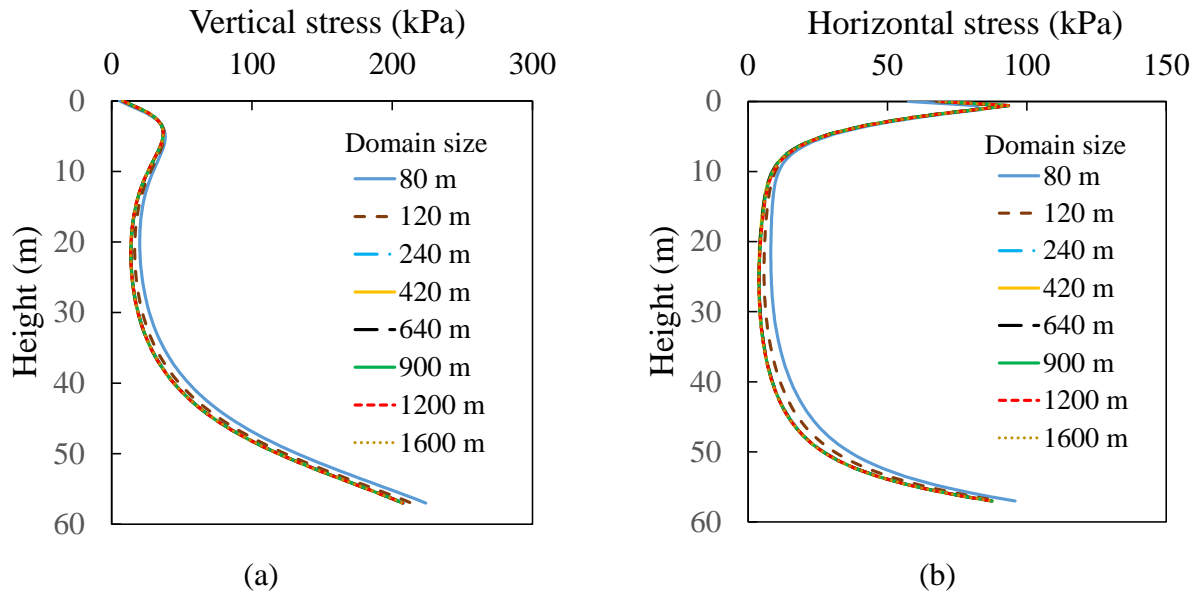 Vertical stress (kPa)
0 100 200 300
0
10
20
30
40
50
60
Height (m)
Domain size
80 m
120 m
240 m
420 m
640 m
900 m
1200 m
1600 m
(a)
Horizontal stress (kPa)
0 50 100 150
0
10
20
30
40
50
60
Height (m)
Domain size
80 m
120 m
240 m
420 m
640 m
900 m
1200 m
1600 m
(b)